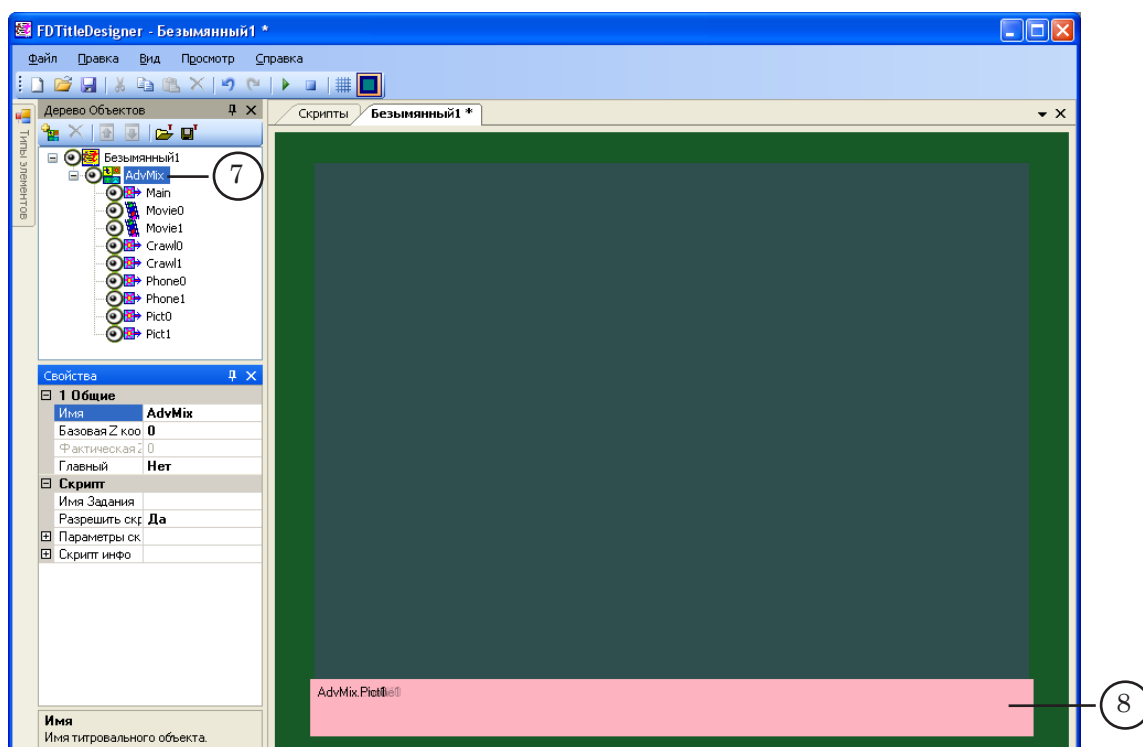 FDTitleDesigner - Безымянный1 *
Файл Правка Вид Просмотр Справка
Дерево Объектов
Скрипты Безымянный1 *
Типы элементов
Безымянный1
AdvMix
7
Main
Movie0
Movie1
Crawl0
Crawl1
Phone0
Phone1
Pict0
Pict1
Свойства
1 Общие
Имя AdvMix
Базовая Z коо 0
Фактическая Z 0
Главный Нет
Скрипт
Имя Задания
Разрешить скр Да
Параметры ск
Скрипт инфо
AdvMix.Pict
8
Имя
Имя титровального объекта.